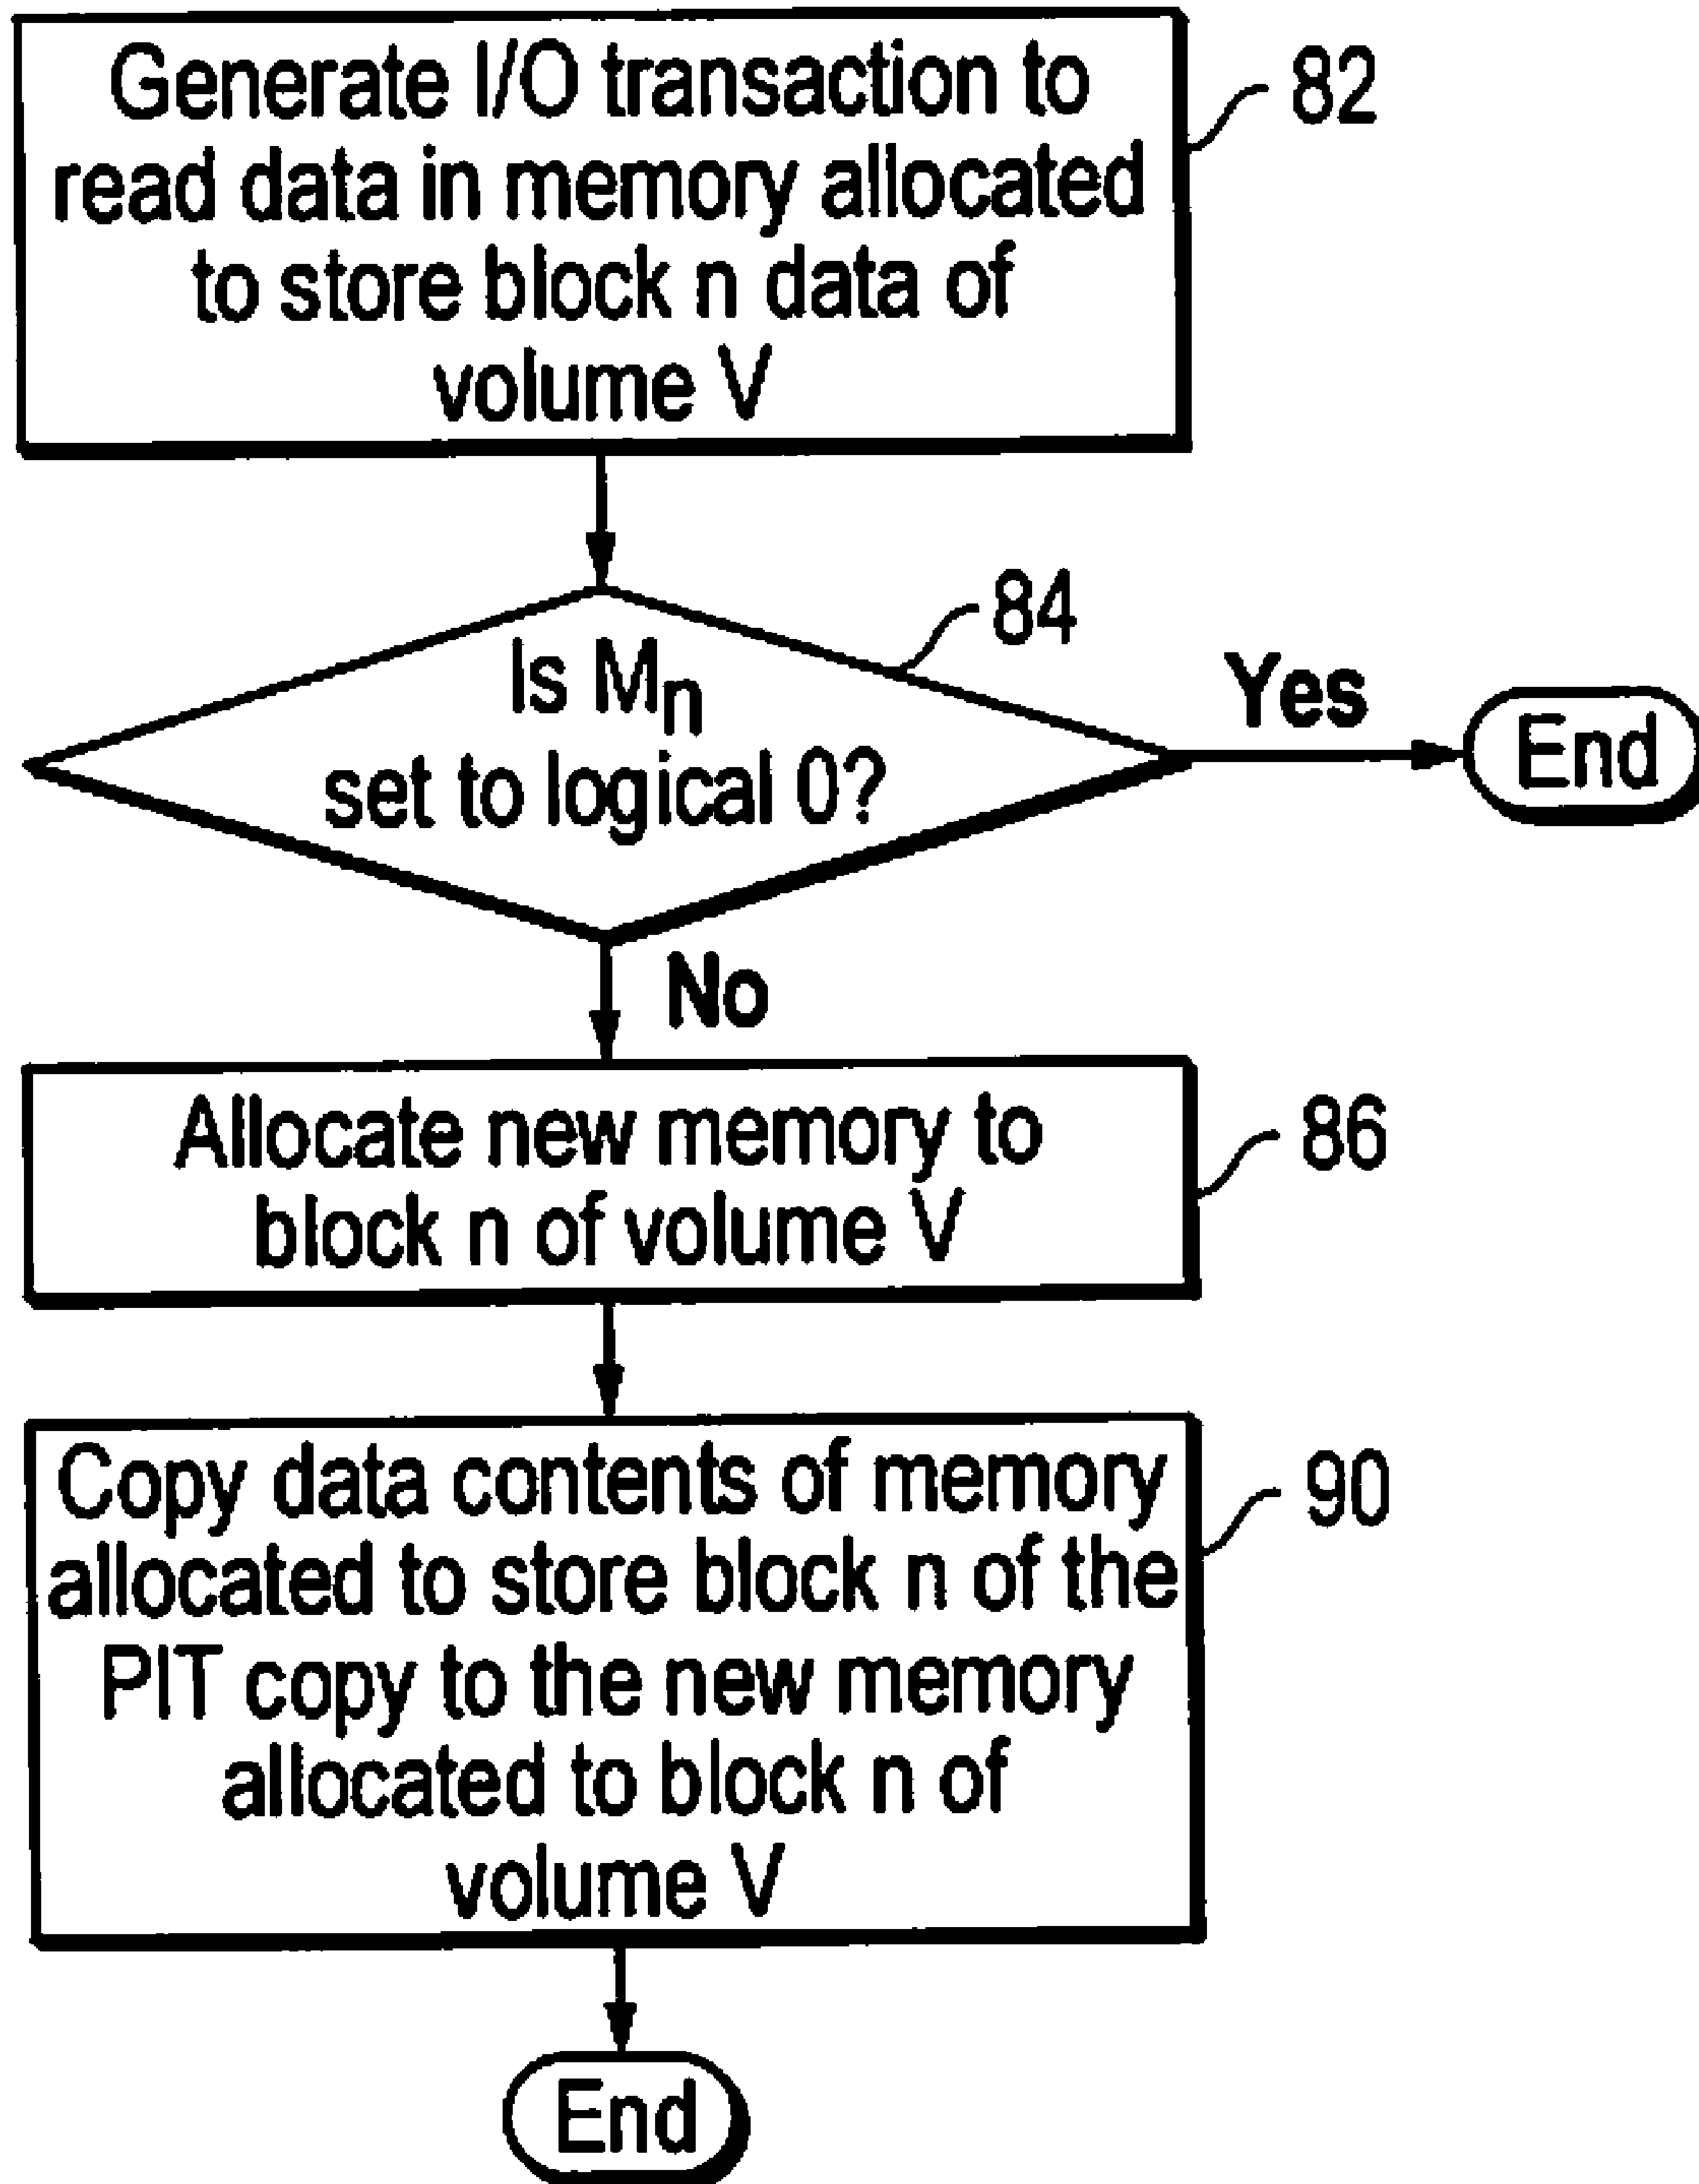 Generate I/O transaction to
read data in memory allocated
to store block n data of
volume V
82
Is Mn
set to logical 0?
84
Yes
End
No
Allocate new memory to
block n of volume V
86
Copy data contents of memory
allocated to store block n of the
PIT copy to the new memory
allocated to block n of
volume V
90
End